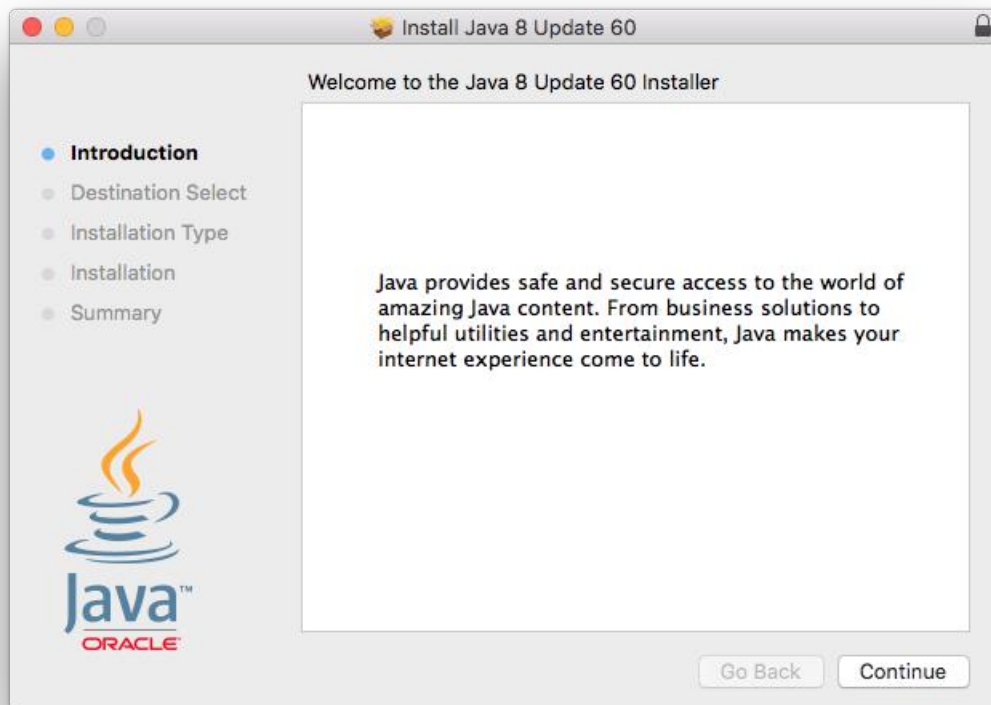 Install Java 8 Update 60
Welcome to the Java 8 Update 60 Installer
Introduction
Destination Select
Installation Type
Installation
Summary
Java provides safe and secure access to the world of
amazing Java content. From business solutions to
helpful utilities and entertainment, Java makes your
internet experience come to life.
Java™
ORACLE
Go Back
Continue